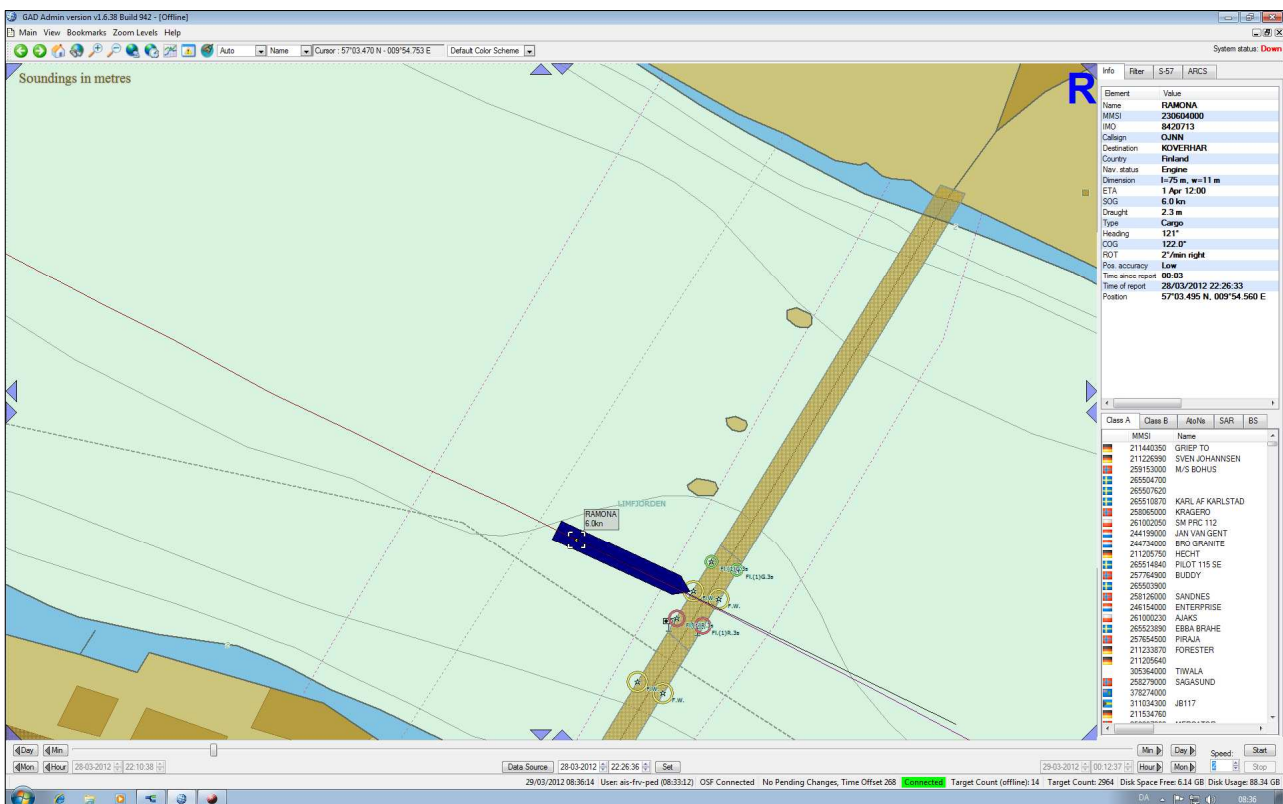 GAD Admin version v1.6.38 Build 942 - [Offline]
Main View Bookmarks Zoom Levels Help
Auto Name Cursor : 57°03.470 N - 009°54.753 E Default Color Scheme System status: Down
Soundings in metres
R
LIMFJORDEN
RAMONA
6.0kn
Fl.(1)G.3s
F.W.
F.W.
Fl.(1)R.3s
F.W.
F.W.
Info Filter S-57 ARCS
Element Value
Name RAMONA
MMSI 230604000
IMO 8420713
Callsign OJNN
Destination KOVERHAR
Country Finland
Nav. status Engine
Dimension l=75 m, w=11 m
ETA 1 Apr 12:00
SOG 6.0 kn
Draught 2.3 m
Type Cargo
Heading 121°
COG 122.0°
ROT 2°/min right
Pos. accuracy Low
Time since report 00:03
Time of report 28/03/2012 22:26:33
Position 57°03.495 N, 009°54.560 E
Class A Class B AtoNs SAR BS
MMSI Name
211440350 GRIEP TO
211226990 SVEN JOHANNSEN
259153000 M/S BOHUS
265504700
265507620
265510870 KARL AF KARLSTAD
258065000 KRAGERO
261002050 SM PRC 112
244199000 JAN VAN GENT
244734000 BRO GRANITE
211205750 HECHT
265514840 PILOT 115 SE
257764900 BUDDY
265503900
258126000 SANDNES
246154000 ENTERPRISE
261000230 AJAKS
265523890 EBBA BRAHE
257654500 PIRAJA
211233870 FORESTER
211205640
305364000 TIWALA
258279000 SAGASUND
378274000
311034300 JB117
211534760
Day Min Min Day Speed: Start
Mon Hour 28-03-2012 22:10:38 Data Source 28-03-2012 22:26:36 Set 29-03-2012 00:12:37 Hour Mon Stop
29/03/2012 08:36:14 User: ais-frv-ped (08:33:12) OSF Connected No Pending Changes, Time Offset 268 Connected Target Count (offline): 14 Target Count: 2964 Disk Space Free: 6.14 GB Disk Usage: 88.34 GB
DA 08:36